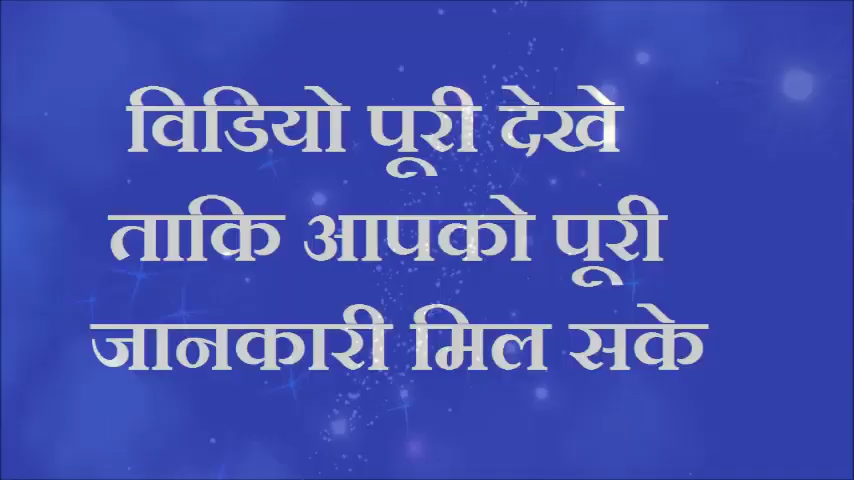 विडियो पूरी देखे
ताकि आपको पूरी
जानकारी मिल सके